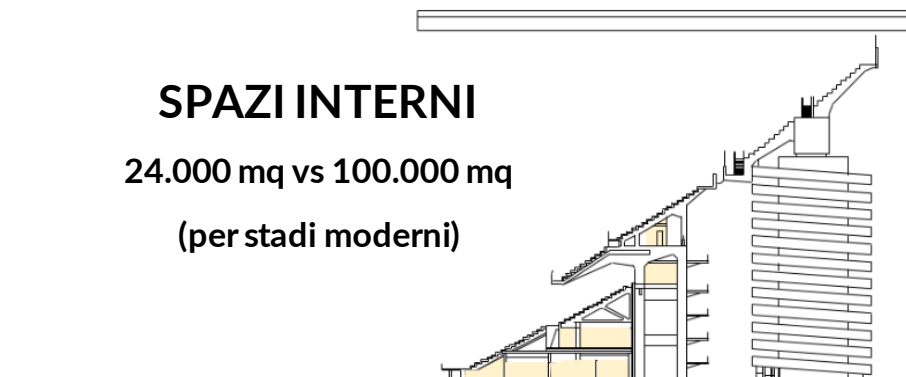 SPAZI INTERNI
24.000 mq vs 100.000 mq
(per stadi moderni)